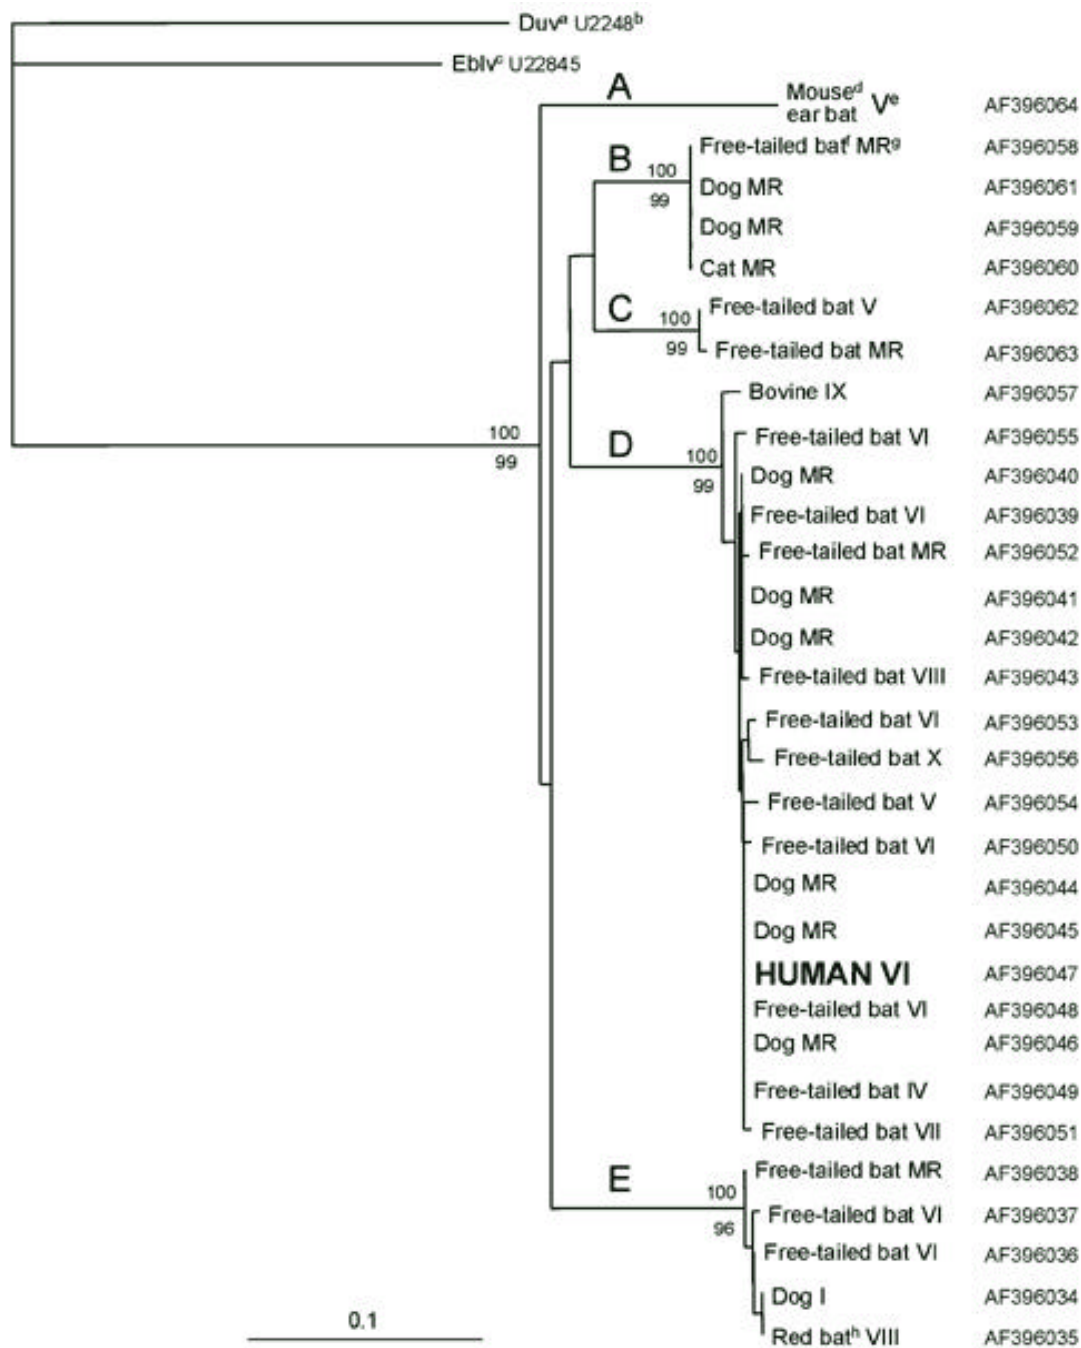 Duvᵃ U2248ᵇ
Eblvᶜ U22845
A
Mouseᵈ
ear bat Vᵉ AF396064
Free-tailed batᶠ MRᵍ AF396058
B
100
99
Dog MR AF396061
Dog MR AF396059
Cat MR AF396060
Free-tailed bat V AF396062
C
100
99
Free-tailed bat MR AF396063
Bovine IX AF396057
100
99
D
100
99
Free-tailed bat VI AF396055
Dog MR AF396040
Free-tailed bat VI AF396039
Free-tailed bat MR AF396052
Dog MR AF396041
Dog MR AF396042
Free-tailed bat VIII AF396043
Free-tailed bat VI AF396053
Free-tailed bat X AF396056
Free-tailed bat V AF396054
Free-tailed bat VI AF396050
Dog MR AF396044
Dog MR AF396045
HUMAN VI AF396047
Free-tailed bat VI AF396048
Dog MR AF396046
Free-tailed bat IV AF396049
Free-tailed bat VII AF396051
E
100
96
Free-tailed bat MR AF396038
Free-tailed bat VI AF396037
Free-tailed bat VI AF396036
Dog I AF396034
0.1
Red batʰ VIII AF396035